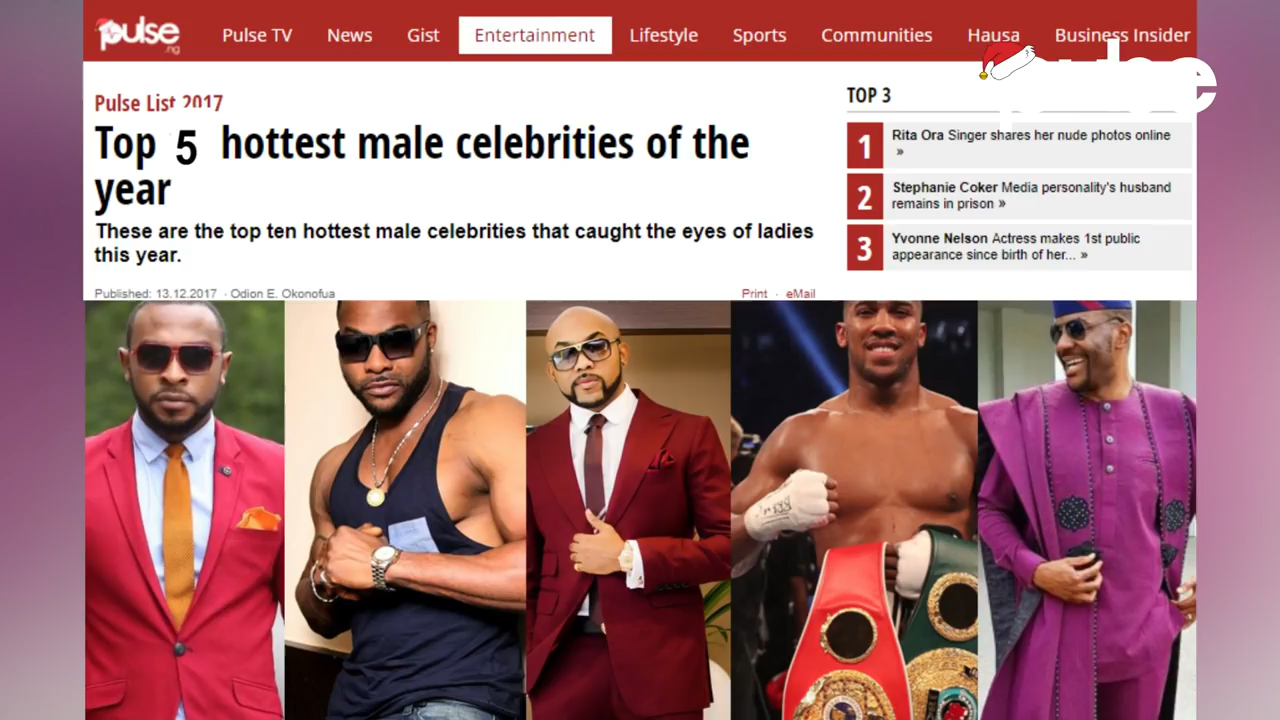 pulse
.ng
Pulse TV News Gist Entertainment Lifestyle Sports Communities Hausa Business Insider
pulse
Pulse List 2017
Top 5 hottest male celebrities of the
year
These are the top ten hottest male celebrities that caught the eyes of ladies
this year.
Published: 13.12.2017 · Odion E. Okonofua
Print · eMail
TOP 3
1
Rita Ora Singer shares her nude photos online
»
2
Stephanie Coker Media personality's husband
remains in prison »
3
Yvonne Nelson Actress makes 1st public
appearance since birth of her... »